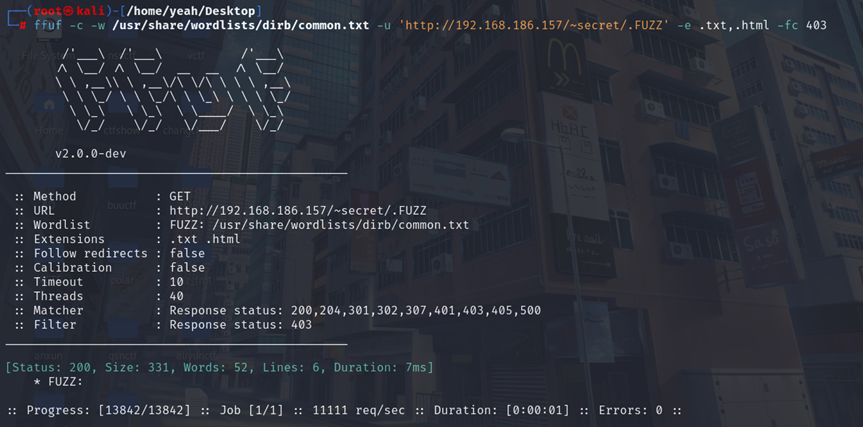 ┌──(root㉿kali)-[/home/yeah/Desktop]
└─# ffuf -c -w /usr/share/wordlists/dirb/common.txt -u 'http://192.168.186.157/~secret/.FUZZ' -e .txt,.html -fc 403
v2.0.0-dev
:: Method : GET
:: URL : http://192.168.186.157/~secret/.FUZZ
:: Wordlist : FUZZ: /usr/share/wordlists/dirb/common.txt
:: Extensions : .txt .html
:: Follow redirects : false
:: Calibration : false
:: Timeout : 10
:: Threads : 40
:: Matcher : Response status: 200,204,301,302,307,401,403,405,500
:: Filter : Response status: 403
[Status: 200, Size: 331, Words: 52, Lines: 6, Duration: 7ms]
* FUZZ:
:: Progress: [13842/13842] :: Job [1/1] :: 11111 req/sec :: Duration: [0:00:01] :: Errors: 0 ::